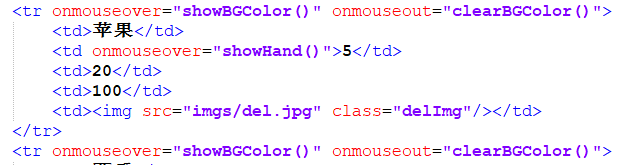 <tr onmouseover="showBGColor()" onmouseout="clearBGColor()">
<td>苹果</td>
<td onmouseover="showHand()">5</td>
<td>20</td>
<td>100</td>
<td><img src="imgs/del.jpg" class="delImg"/></td>
</tr>
<tr onmouseover="showBGColor()" onmouseout="clearBGColor()">